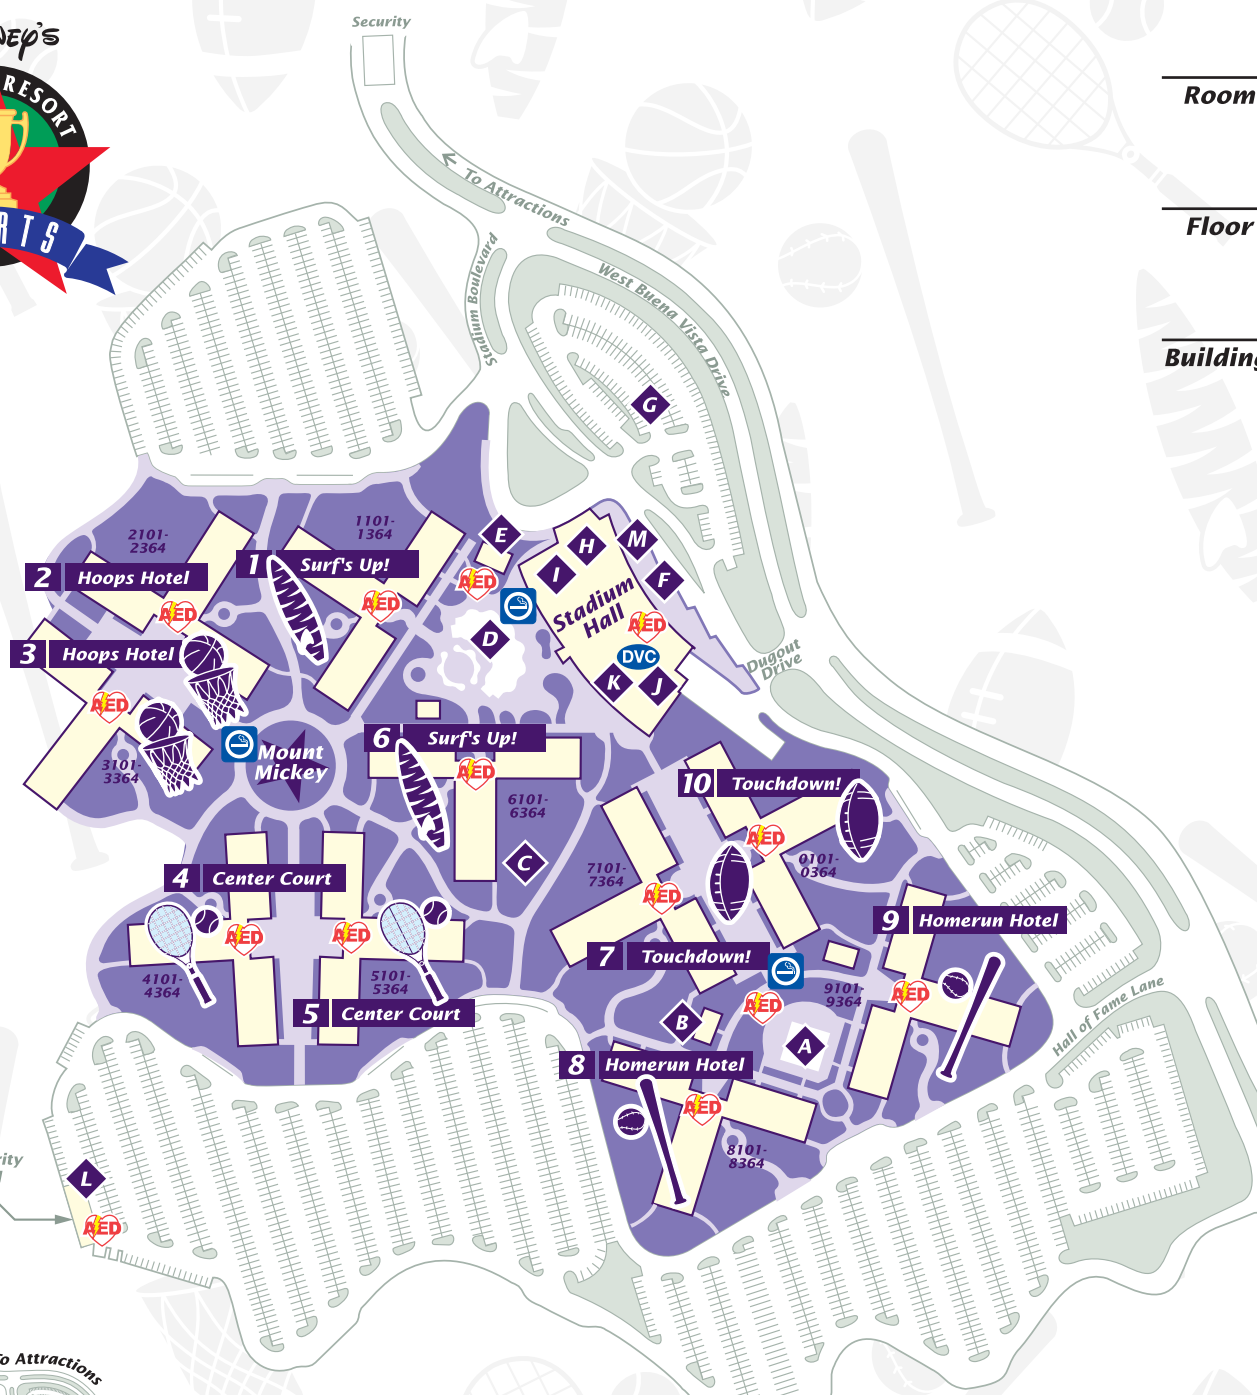 Security
NEY'S
RESORT
RTS
Room
Floor
Building
To Attractions
Stadium Boulevard
West Buena Vista Drive
G
2101-
2364
1101-
1364
E
H
M
I
F
2 Hoops Hotel
1 Surf's Up!
AED
AED
AED
Stadium
Hall
AED
D
3 Hoops Hotel
DVC
K
J
Dugout
Drive
AED
3101-
3364
Mount
Mickey
6 Surf's Up!
AED
6101-
6364
10 Touchdown!
AED
C
7101-
7364
0101-
0364
4 Center Court
AED
9 Homerun Hotel
AED
AED
7 Touchdown!
4101-
4364
5101-
5364
9101-
9364
AED
AED
5 Center Court
B
A
Hall of Fame Lane
8 Homerun Hotel
AED
8101-
8364
rity
L
AED
To Attractions